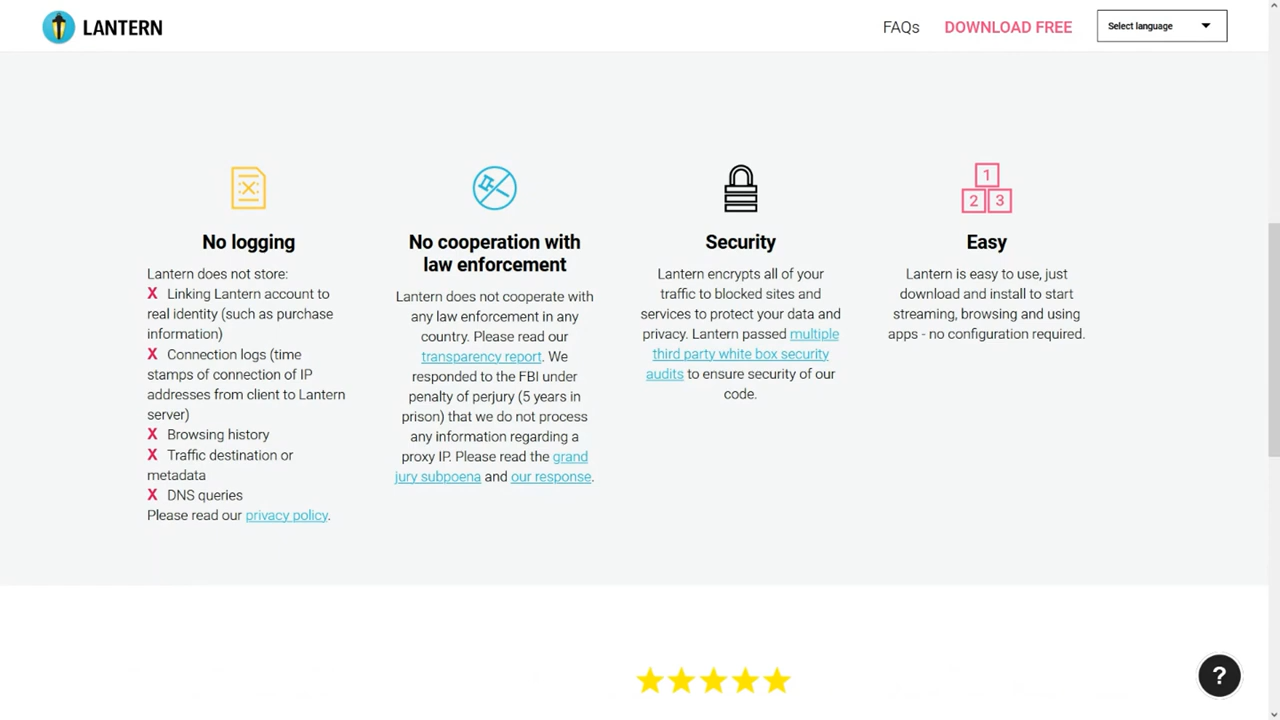 LANTERN
FAQs
DOWNLOAD FREE
Select language
No logging
Lantern does not store:
X Linking Lantern account to
real identity (such as purchase
information)
X Connection logs (time
stamps of connection of IP
addresses from client to Lantern
server)
X Browsing history
X Traffic destination or
metadata
X DNS queries
Please read our privacy policy.
No cooperation with
law enforcement
Lantern does not cooperate with
any law enforcement in any
country. Please read our
transparency report. We
responded to the FBI under
penalty of perjury (5 years in
prison) that we do not process
any information regarding a
proxy IP. Please read the grand
jury subpoena and our response.
Security
Lantern encrypts all of your
traffic to blocked sites and
services to protect your data and
privacy. Lantern passed multiple
third party white box security
audits to ensure security of our
code.
1
2 3
Easy
Lantern is easy to use, just
download and install to start
streaming, browsing and using
apps - no configuration required.
?